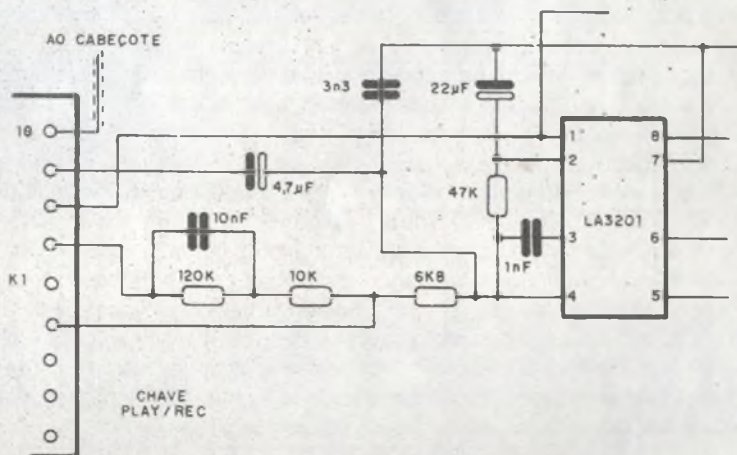 AO CABEÇOTE
3n3
22µF
19
1
8
2
7
4,7µF
47K
LA3201
10nF
3
6
1nF
K1
120K
10K
6K8
4
5
CHAVE
PLAY/REC